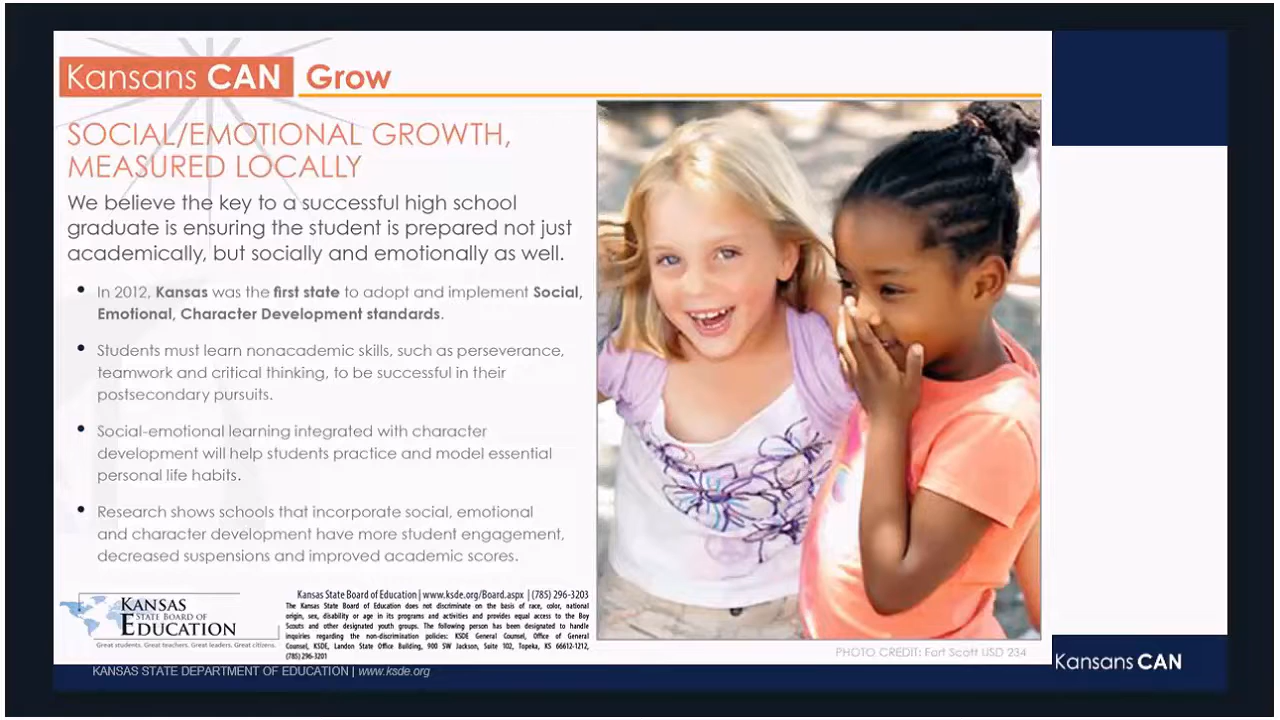 Kansans CAN Grow
SOCIAL/EMOTIONAL GROWTH,
MEASURED LOCALLY
We believe the key to a successful high school
graduate is ensuring the student is prepared not just
academically, but socially and emotionally as well.
• In 2012, Kansas was the first state to adopt and implement Social,
Emotional, Character Development standards.
• Students must learn nonacademic skills, such as perseverance,
teamwork and critical thinking, to be successful in their
postsecondary pursuits.
• Social-emotional learning integrated with character
development will help students practice and model essential
personal life habits.
• Research shows schools that incorporate social, emotional
and character development have more student engagement,
decreased suspensions and improved academic scores.
KANSAS
STATE BOARD OF
EDUCATION
Great students. Great teachers. Great leaders. Great citizens.
Kansas State Board of Education | www.ksde.org/Board.aspx | (785) 296-3203
The Kansas State Board of Education does not discriminate on the basis of race, color, national
origin, sex, disability or age in its programs and activities and provides equal access to the Boy
Scouts and other designated youth groups. The following person has been designated to handle
inquiries regarding the non-discrimination policies: KSDE General Counsel, Office of General
Counsel, KSDE, Landon State Office Building, 900 SW Jackson, Suite 102, Topeka, KS 66612-1212,
(785) 296-3201
PHOTO CREDIT: Fort Scott USD 234
KANSAS STATE DEPARTMENT OF EDUCATION | www.ksde.org
Kansans CAN